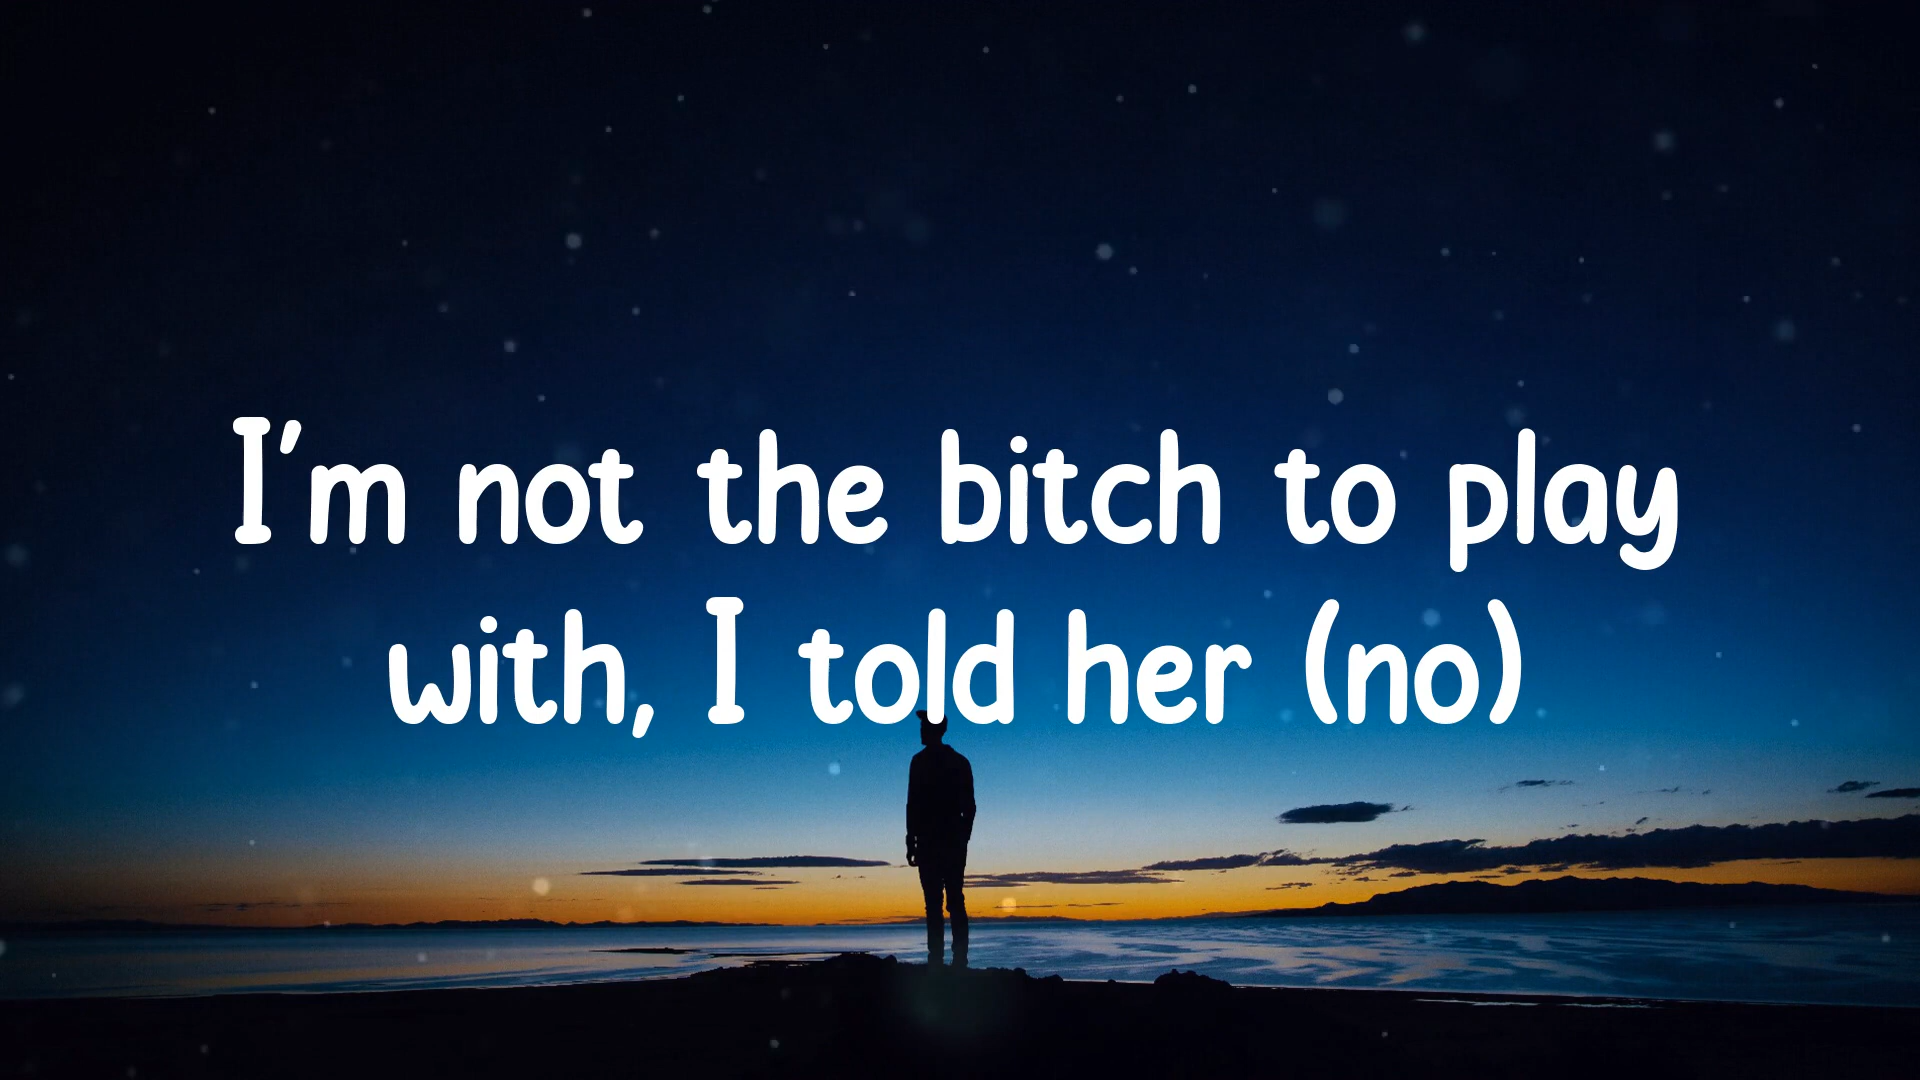 I'm not the bitch to play
with, I told her (no)